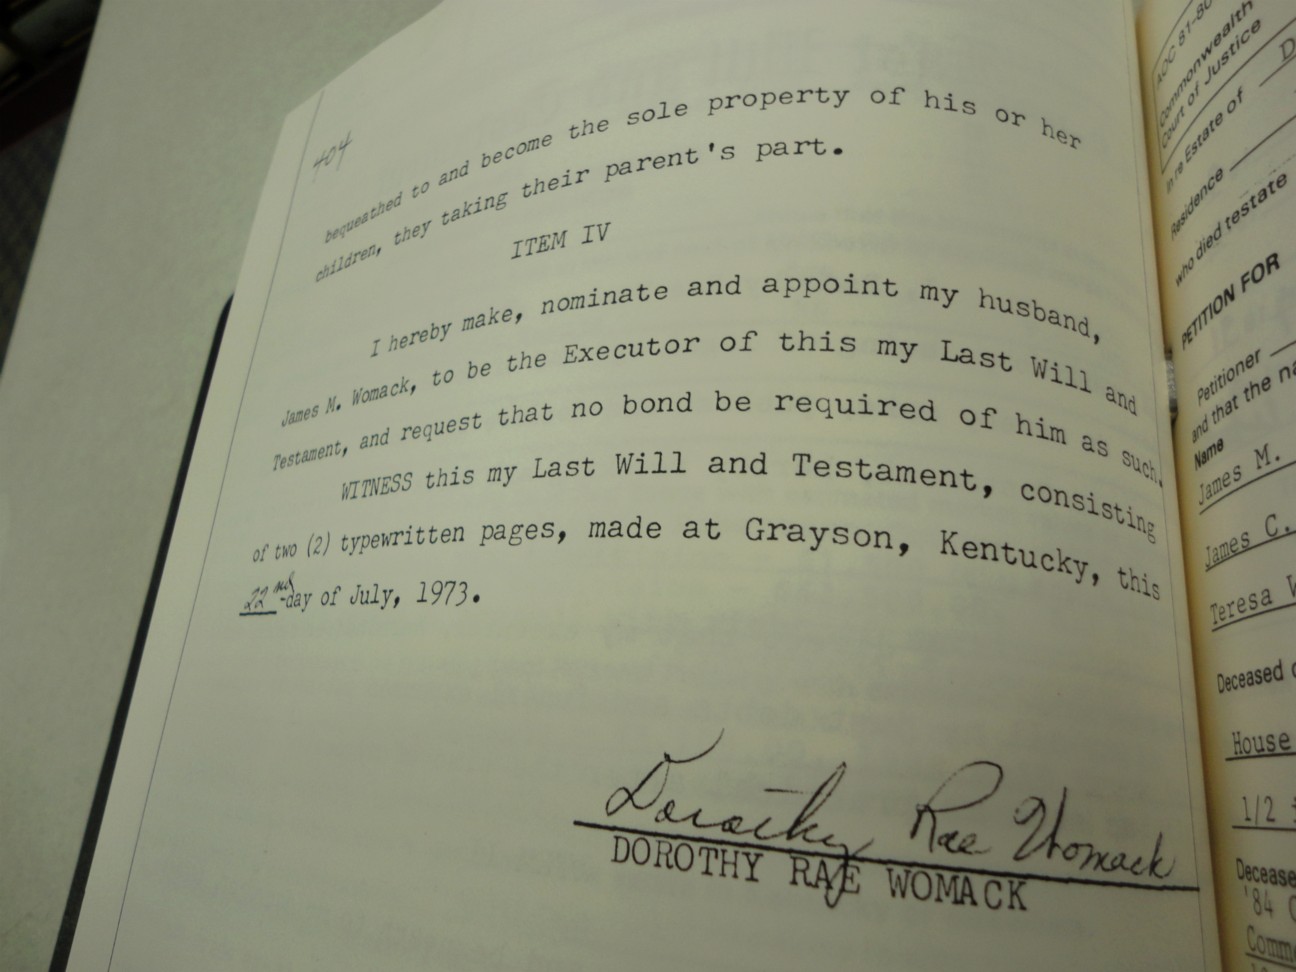 404
bequeathed to and become the sole property of his or her
children, they taking their parent's part.
ITEM IV
I hereby make, nominate and appoint my husband,
James M. Womack, to be the Executor of this my Last Will and
Testament, and request that no bond be required of him as such.
WITNESS this my Last Will and Testament, consisting
of two (2) typewritten pages, made at Grayson, Kentucky, this
22nd day of July, 1973.
Dorothy Rae Womack
DOROTHY RAE WOMACK
AOC 81-80
Commonwealth
Court of Justice
In re Estate of D
Residence
who died testate
PETITION FOR
Petitioner
and that the na
Name
James M.
James C.
Teresa W
Deceased
House
1/2
Decease
'84
Comm